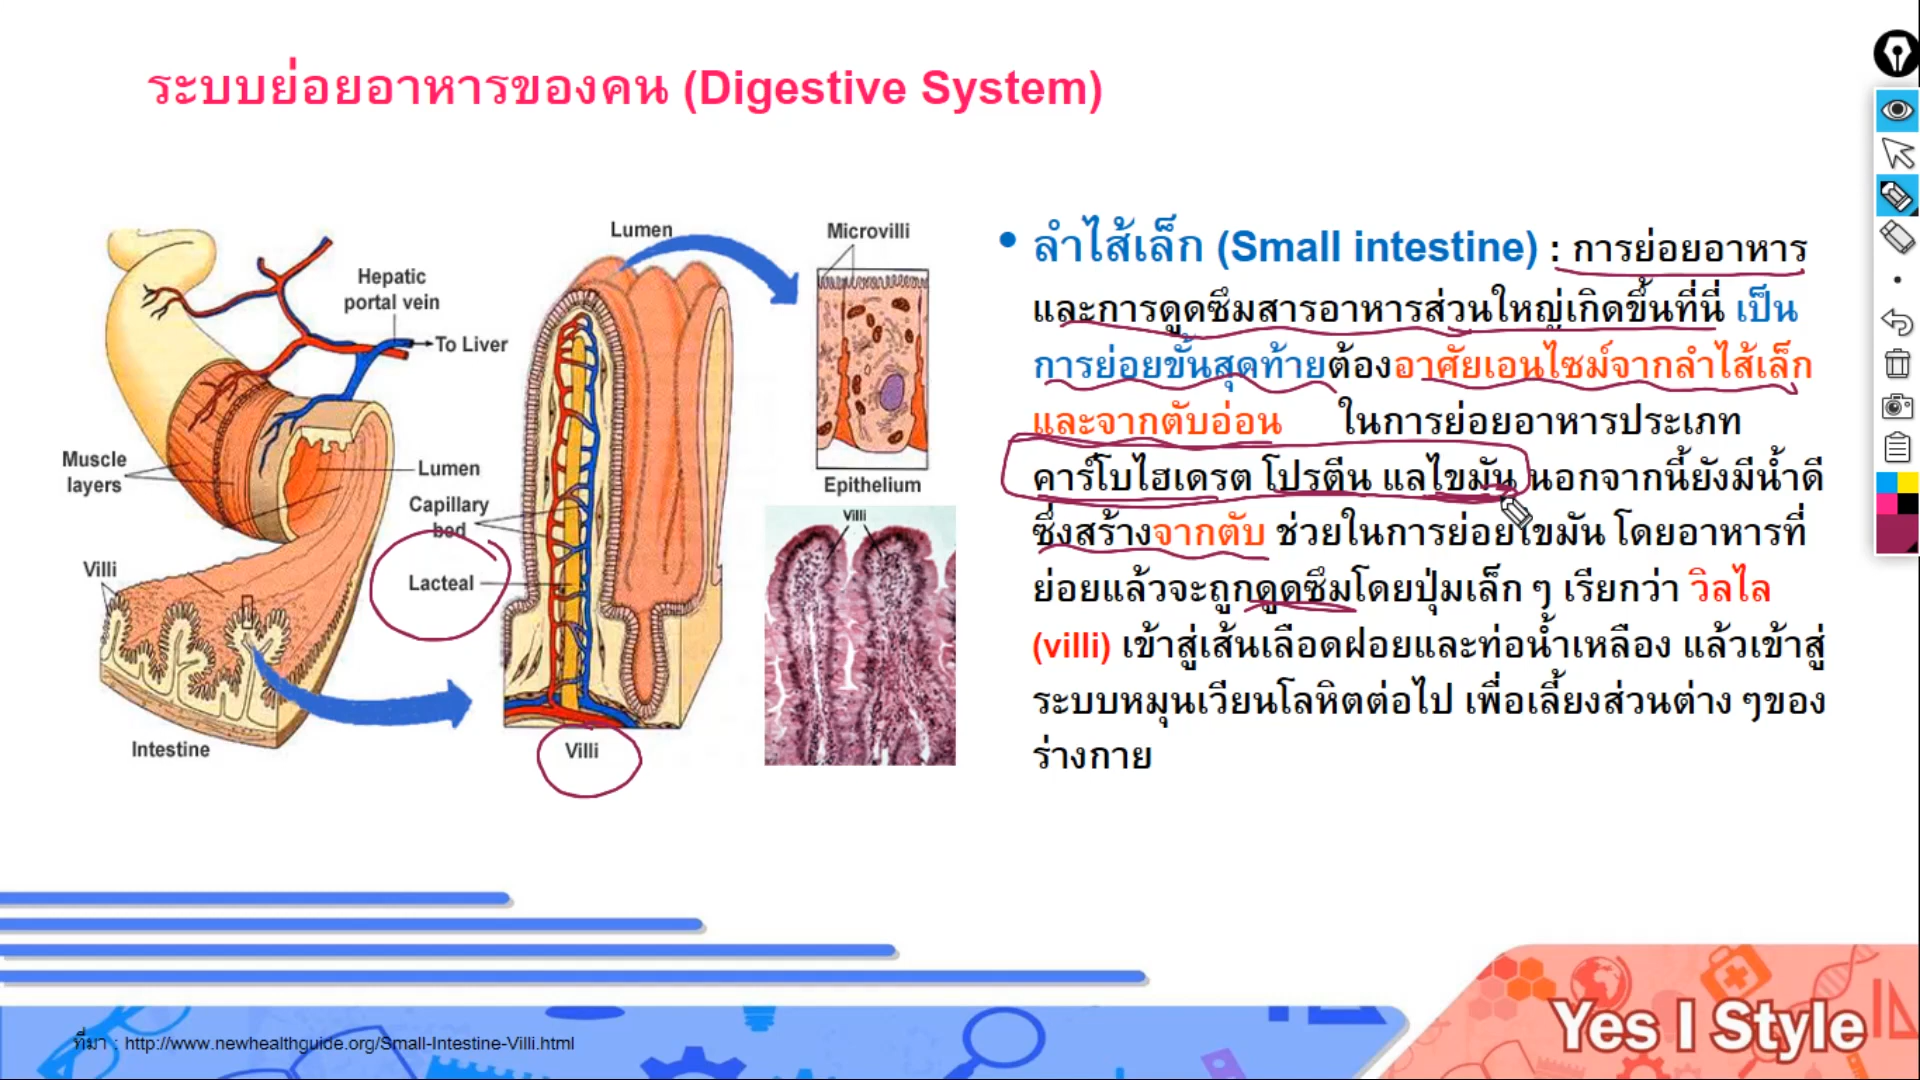 ระบบย่อยอาหารของคน (Digestive System)
Lumen
Microvilli
Hepatic
portal vein
To Liver
Muscle
layers
Lumen
Capillary
bed
Epithelium
Villi
Villi
Lacteal
Villi
Intestine
• ลำไส้เล็ก (Small intestine) : การย่อยอาหาร
และการดูดซึมสารอาหารส่วนใหญ่เกิดขึ้นที่นี่ เป็น
การย่อยขั้นสุดท้ายต้องอาศัยเอนไซม์จากลำไส้เล็ก
และจากตับอ่อน ในการย่อยอาหารประเภท
คาร์โบไฮเดรต โปรตีน แลไขมัน นอกจากนี้ยังมีน้ำดี
ซึ่งสร้างจากตับ ช่วยในการย่อยไขมัน โดยอาหารที่
ย่อยแล้วจะถูกดูดซึมโดยปุ่มเล็ก ๆ เรียกว่า วิลไล
(villi) เข้าสู่เส้นเลือดฝอยและท่อน้ำเหลือง แล้วเข้าสู่
ระบบหมุนเวียนโลหิตต่อไป เพื่อเลี้ยงส่วนต่าง ๆของ
ร่างกาย
ที่มา : http://www.newhealthguide.org/Small-Intestine-Villi.html
Yes I Style